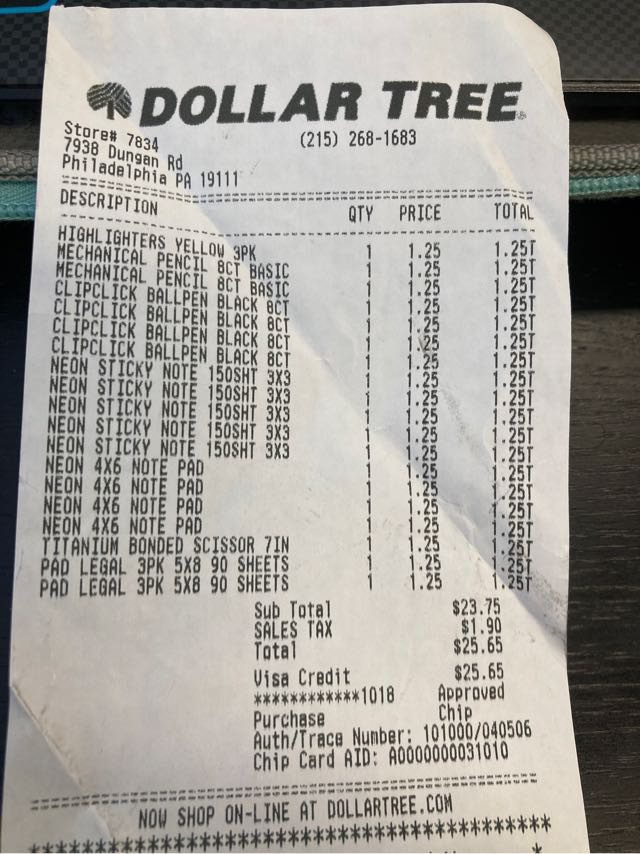 DOLLAR TREE
Store# 7834 (215) 268-1683
7938 Dungan Rd
Philadelphia PA 19111
DESCRIPTION QTY PRICE TOTAL
HIGHLIGHTERS YELLOW 3PK 1 1.25 1.25T
MECHANICAL PENCIL 8CT BASIC 1 1.25 1.25T
MECHANICAL PENCIL 8CT BASIC 1 1.25 1.25T
CLIPCLICK BALLPEN BLACK 8CT 1 1.25 1.25T
CLIPCLICK BALLPEN BLACK 8CT 1 1.25 1.25T
CLIPCLICK BALLPEN BLACK 8CT 1 1.25 1.25T
CLIPCLICK BALLPEN BLACK 8CT 1 1.25 1.25T
NEON STICKY NOTE 150SHT 3X3 1 1.25 1.25T
NEON STICKY NOTE 150SHT 3X3 1 1.25 1.25T
NEON STICKY NOTE 150SHT 3X3 1 1.25 1.25T
NEON STICKY NOTE 150SHT 3X3 1 1.25 1.25T
NEON STICKY NOTE 150SHT 3X3 1 1.25 1.25T
NEON 4X6 NOTE PAD 1 1.25 1.25T
NEON 4X6 NOTE PAD 1 1.25 1.25T
NEON 4X6 NOTE PAD 1 1.25 1.25T
NEON 4X6 NOTE PAD 1 1.25 1.25T
TITANIUM BONDED SCISSOR 7IN 1 1.25 1.25T
PAD LEGAL 3PK 5X8 90 SHEETS 1 1.25 1.25T
PAD LEGAL 3PK 5X8 90 SHEETS 1 1.25 1.25T
Sub Total $23.75
SALES TAX $1.90
Total $25.65
Visa Credit $25.65
************1018 Approved
Purchase Chip
Auth/Trace Number: 101000/040506
Chip Card AID: A0000000031010
NOW SHOP ON-LINE AT DOLLARTREE.COM